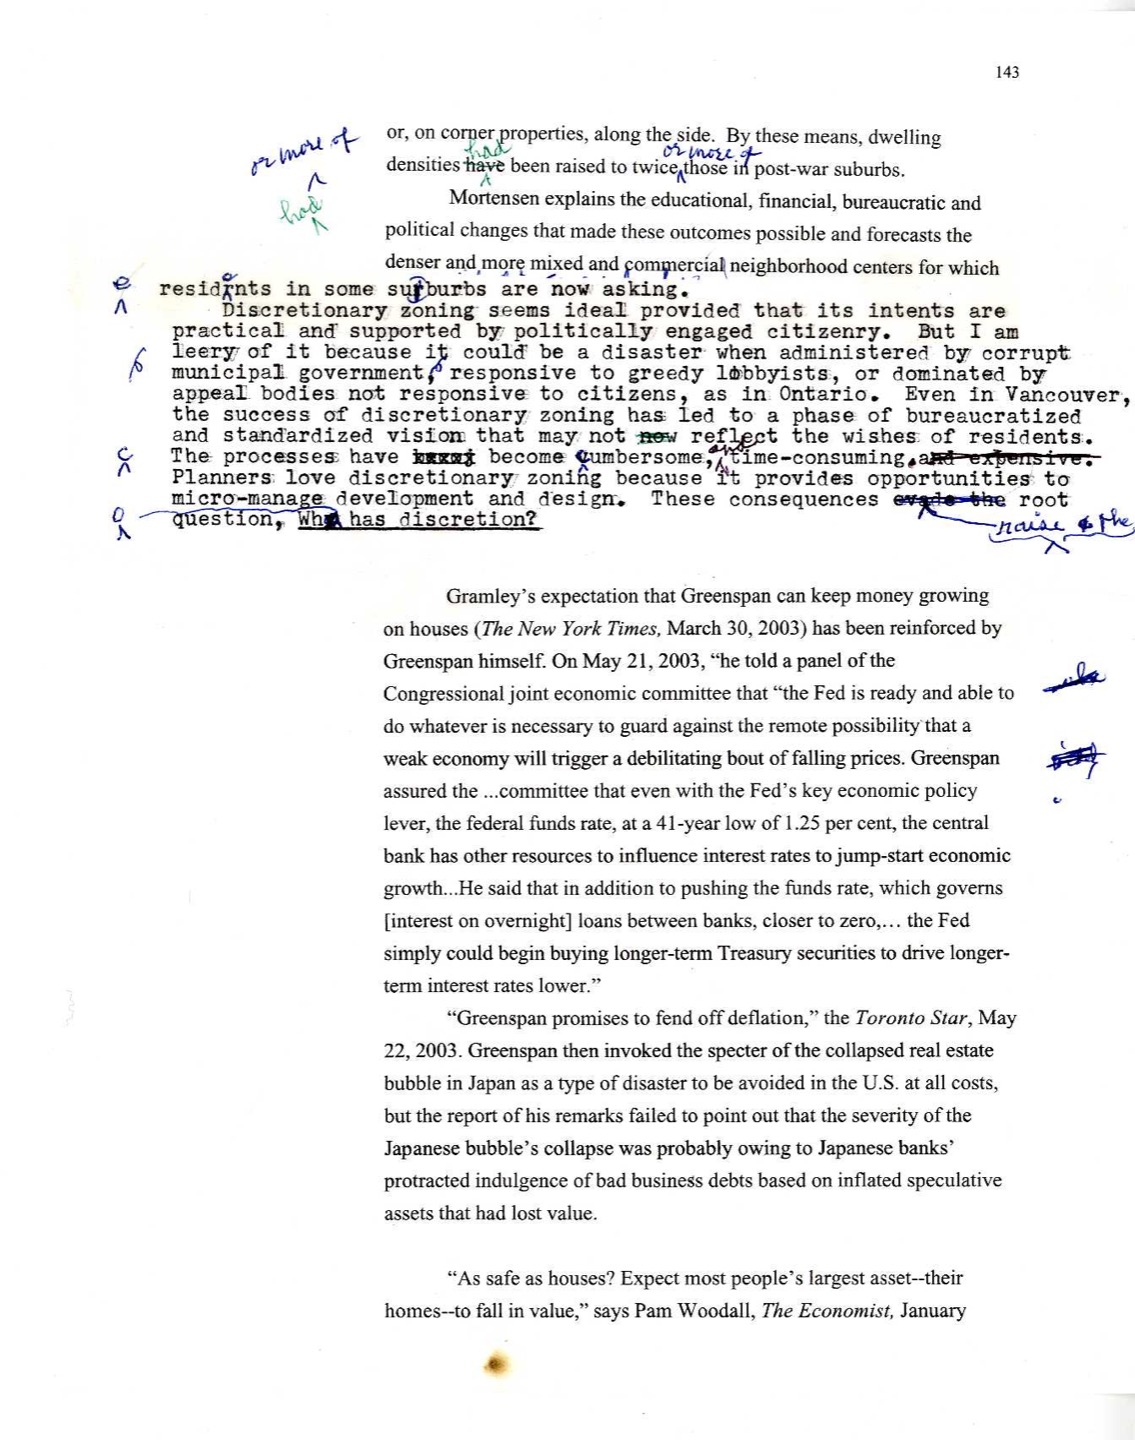 143
or, on corner properties, along the side. By these means, dwelling
or more of
had
or more of
densities have been raised to twice those in post-war suburbs.
had
Mortensen explains the educational, financial, bureaucratic and
political changes that made these outcomes possible and forecasts the
denser and more mixed and commercial neighborhood centers for which
e
residents in some suburbs are now asking.
Discretionary zoning seems ideal provided that its intents are
practical and supported by politically engaged citizenry. But I am
leery of it because it could be a disaster when administered by corrupt
municipal government, responsive to greedy lobbyists, or dominated by
appeal bodies not responsive to citizens, as in Ontario. Even in Vancouver,
the success of discretionary zoning has led to a phase of bureaucratized
and standardized vision that may not now reflect the wishes of residents.
c
The processes have become cumbersome, and time-consuming. and expensive.
Planners love discretionary zoning because it provides opportunities to
micro-manage development and design. These consequences evade the root
o
question, Who has discretion?
raise the
Gramley’s expectation that Greenspan can keep money growing
on houses (The New York Times, March 30, 2003) has been reinforced by
Greenspan himself. On May 21, 2003, “he told a panel of the
Congressional joint economic committee that “the Fed is ready and able to
do whatever is necessary to guard against the remote possibility that a
weak economy will trigger a debilitating bout of falling prices. Greenspan
assured the ...committee that even with the Fed’s key economic policy
lever, the federal funds rate, at a 41-year low of 1.25 per cent, the central
bank has other resources to influence interest rates to jump-start economic
growth...He said that in addition to pushing the funds rate, which governs
[interest on overnight] loans between banks, closer to zero,... the Fed
simply could begin buying longer-term Treasury securities to drive longer-
term interest rates lower.”
“Greenspan promises to fend off deflation,” the Toronto Star, May
22, 2003. Greenspan then invoked the specter of the collapsed real estate
bubble in Japan as a type of disaster to be avoided in the U.S. at all costs,
but the report of his remarks failed to point out that the severity of the
Japanese bubble’s collapse was probably owing to Japanese banks’
protracted indulgence of bad business debts based on inflated speculative
assets that had lost value.
“As safe as houses? Expect most people’s largest asset--their
homes--to fall in value,” says Pam Woodall, The Economist, January